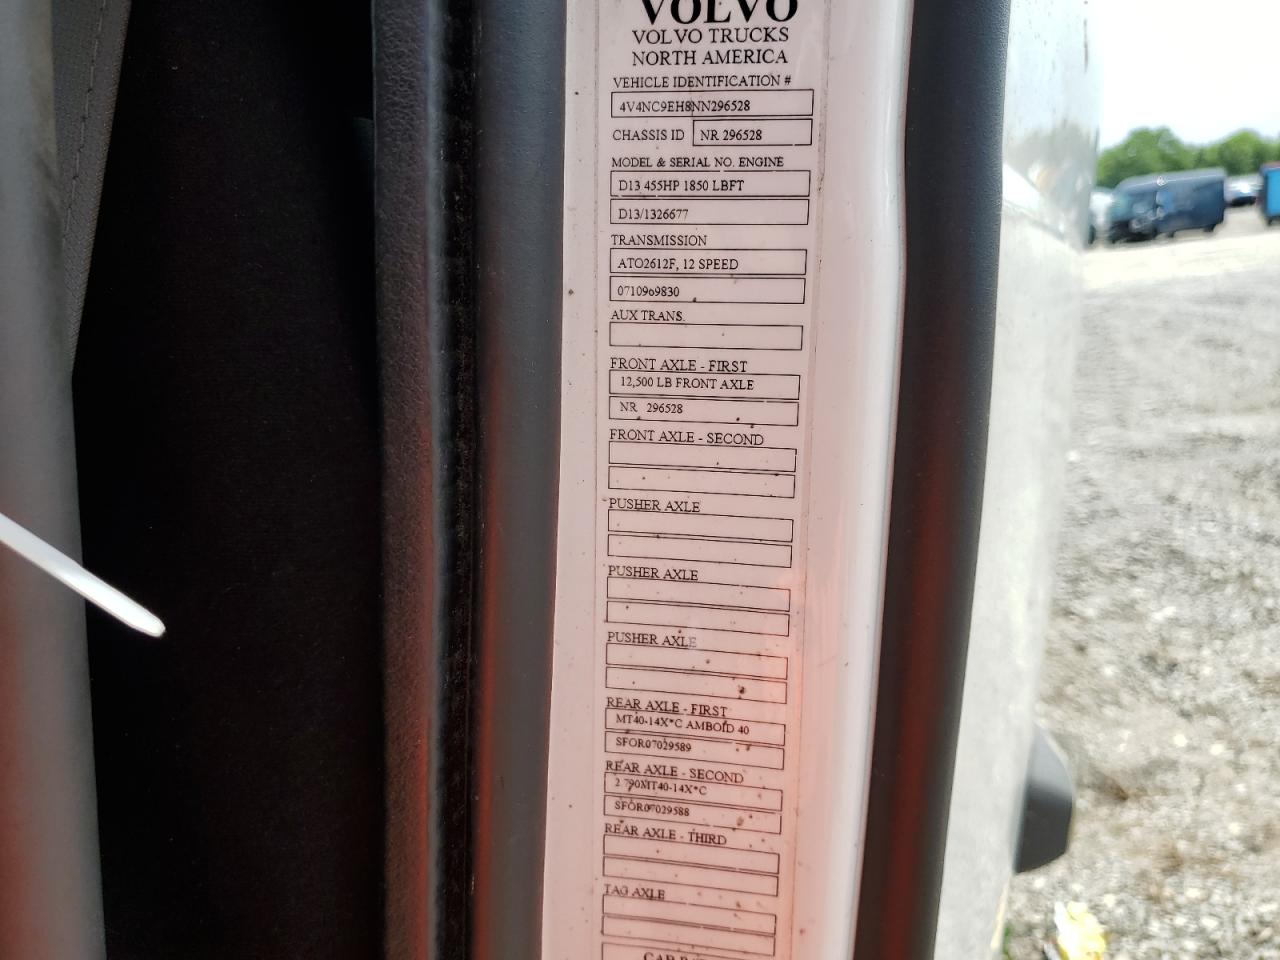 VOLVO
VOLVO TRUCKS
NORTH AMERICA
VEHICLE IDENTIFICATION #
4V4NC9EH8NN296528
CHASSIS ID NR 296528
MODEL & SERIAL NO. ENGINE
D13 455HP 1850 LBFT
D13/1326677
TRANSMISSION
ATO2612F, 12 SPEED
0710969830
AUX TRANS.
FRONT AXLE - FIRST
12,500 LB FRONT AXLE
NR 296528
FRONT AXLE - SECOND
PUSHER AXLE
PUSHER AXLE
PUSHER AXLE
REAR AXLE - FIRST
MT40-14X*C AMBOID 40
SFOR07029589
REAR AXLE - SECOND
2.790MT40-14X*C
SFOR07029588
REAR AXLE - THIRD
TAG AXLE